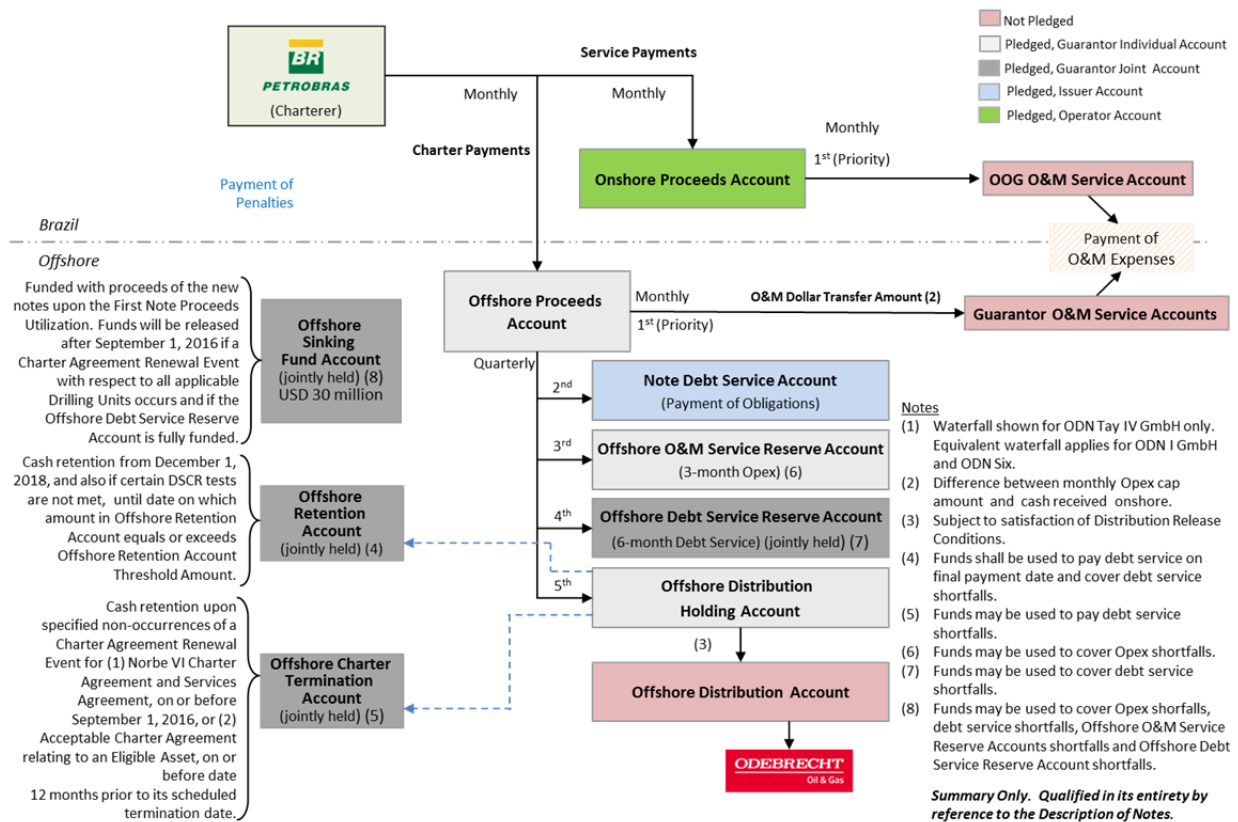 BR
PETROBRAS
(Charterer)
Service Payments
Monthly
Monthly
Charter Payments
Not Pledged
Pledged, Guarantor Individual Account
Pledged, Guarantor Joint Account
Pledged, Issuer Account
Pledged, Operator Account
Monthly
1st (Priority)
Onshore Proceeds Account
OOG O&M Service Account
Payment of
Penalties
Brazil
Offshore
Payment of
O&M Expenses
Funded with proceeds of the new
notes upon the First Note Proceeds
Utilization. Funds will be released
after September 1, 2016 if a
Charter Agreement Renewal Event
with respect to all applicable
Drilling Units occurs and if the
Offshore Debt Service Reserve
Account is fully funded.
Offshore
Sinking
Fund Account
(jointly held) (8)
USD 30 million
Offshore Proceeds
Account
Monthly
1st (Priority)
O&M Dollar Transfer Amount (2)
Guarantor O&M Service Accounts
Quarterly
2nd
Note Debt Service Account
(Payment of Obligations)
3rd
Offshore O&M Service Reserve Account
(3-month Opex) (6)
4th
Offshore Debt Service Reserve Account
(6-month Debt Service) (jointly held) (7)
5th
Offshore Distribution
Holding Account
(3)
Offshore Distribution Account
ODEBRECHT
Oil & Gas
Cash retention from December 1,
2018, and also if certain DSCR tests
are not met, until date on which
amount in Offshore Retention
Account equals or exceeds
Offshore Retention Account
Threshold Amount.
Offshore
Retention
Account
(jointly held) (4)
Cash retention upon
specified non-occurrences of a
Charter Agreement Renewal
Event for (1) Norbe VI Charter
Agreement and Services
Agreement, on or before
September 1, 2016, or (2)
Acceptable Charter Agreement
relating to an Eligible Asset, on or
before date
12 months prior to its scheduled
termination date.
Offshore Charter
Termination
Account
(jointly held) (5)
Notes
(1) Waterfall shown for ODN Tay IV GmbH only.
Equivalent waterfall applies for ODN I GmbH
and ODN Six.
(2) Difference between monthly Opex cap
amount and cash received onshore.
(3) Subject to satisfaction of Distribution Release
Conditions.
(4) Funds shall be used to pay debt service on
final payment date and cover debt service
shortfalls.
(5) Funds may be used to pay debt service
shortfalls.
(6) Funds may be used to cover Opex shortfalls.
(7) Funds may be used to cover debt service
shortfalls.
(8) Funds may be used to cover Opex shorfalls,
debt service shortfalls, Offshore O&M Service
Reserve Accounts shortfalls and Offshore Debt
Service Reserve Account shortfalls.
Summary Only. Qualified in its entirety by
reference to the Description of Notes.